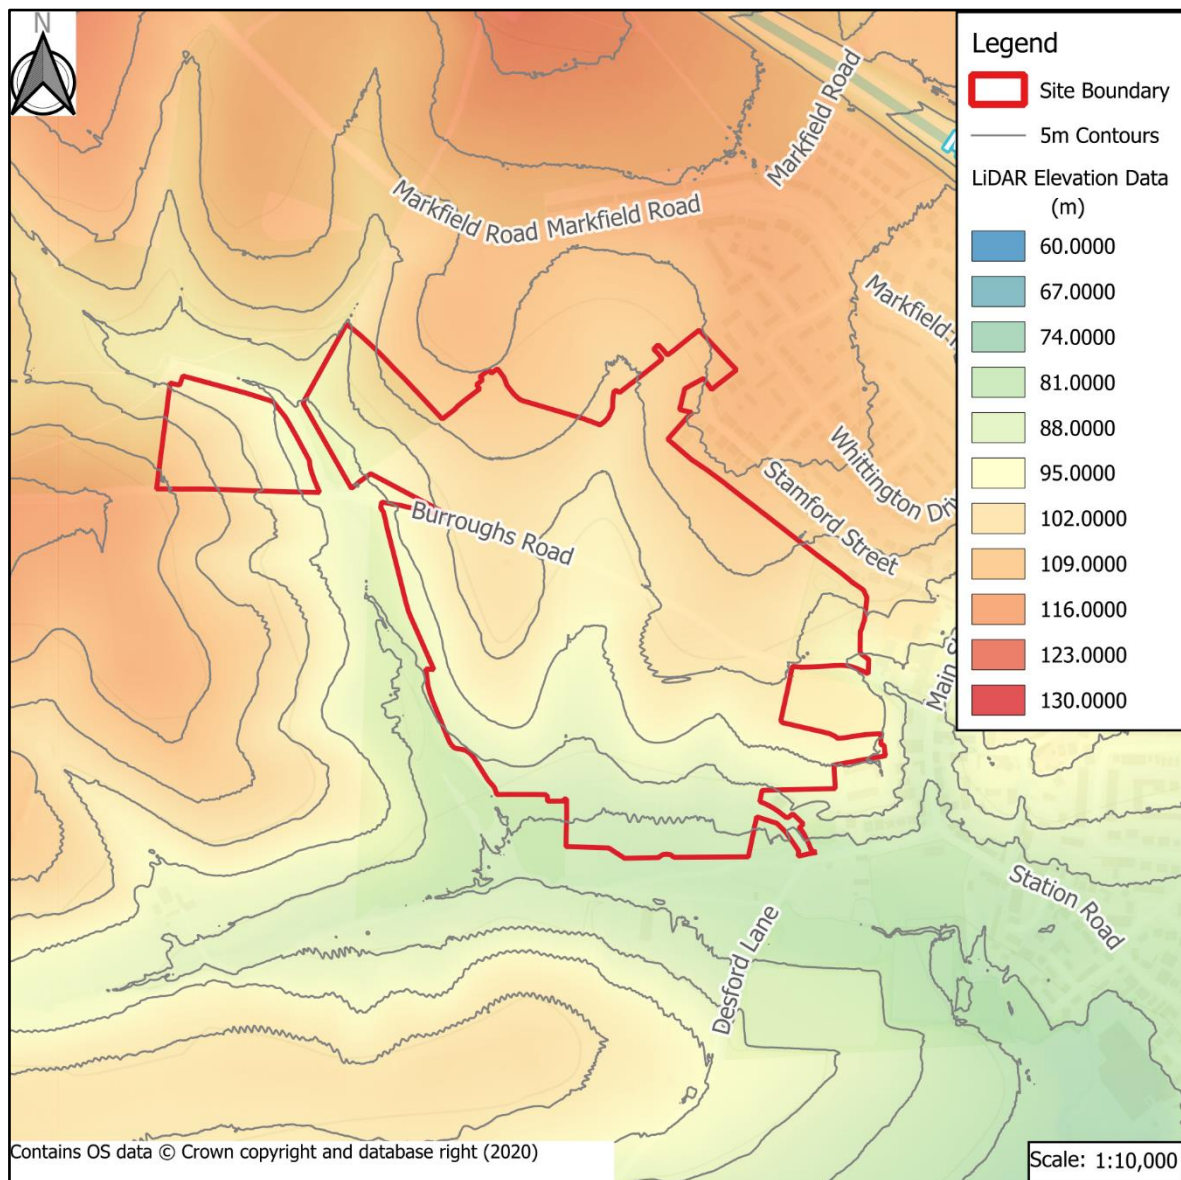 N
Legend
Site Boundary
5m Contours
LiDAR Elevation Data
(m)
60.0000
67.0000
74.0000
81.0000
88.0000
95.0000
102.0000
109.0000
116.0000
123.0000
130.0000
Markfield Road
Markfield Road
Markfield Road
Whittington
Stamford Street
Burroughs Road
Main
Station Road
Desford Lane
Contains OS data © Crown copyright and database right (2020)
Scale: 1:10,000